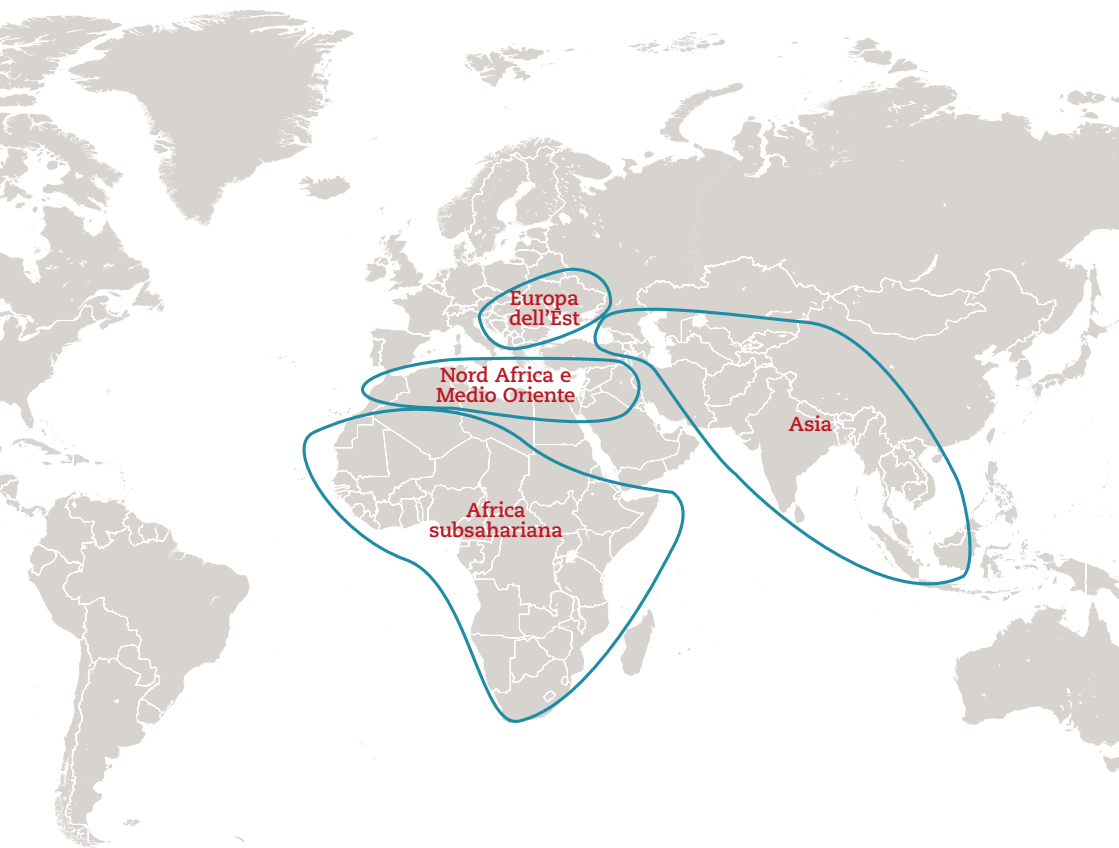 Europa
dell'Est
Nord Africa e
Medio Oriente
Asia
Africa
subsahariana